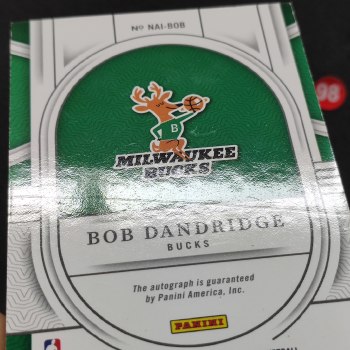 Nº NAI-BOB
B
MILWAUKEE
BUCKS
BOB DANDRIDGE
BUCKS
The autograph is guaranteed
by Panini America, Inc.
PANINI
98